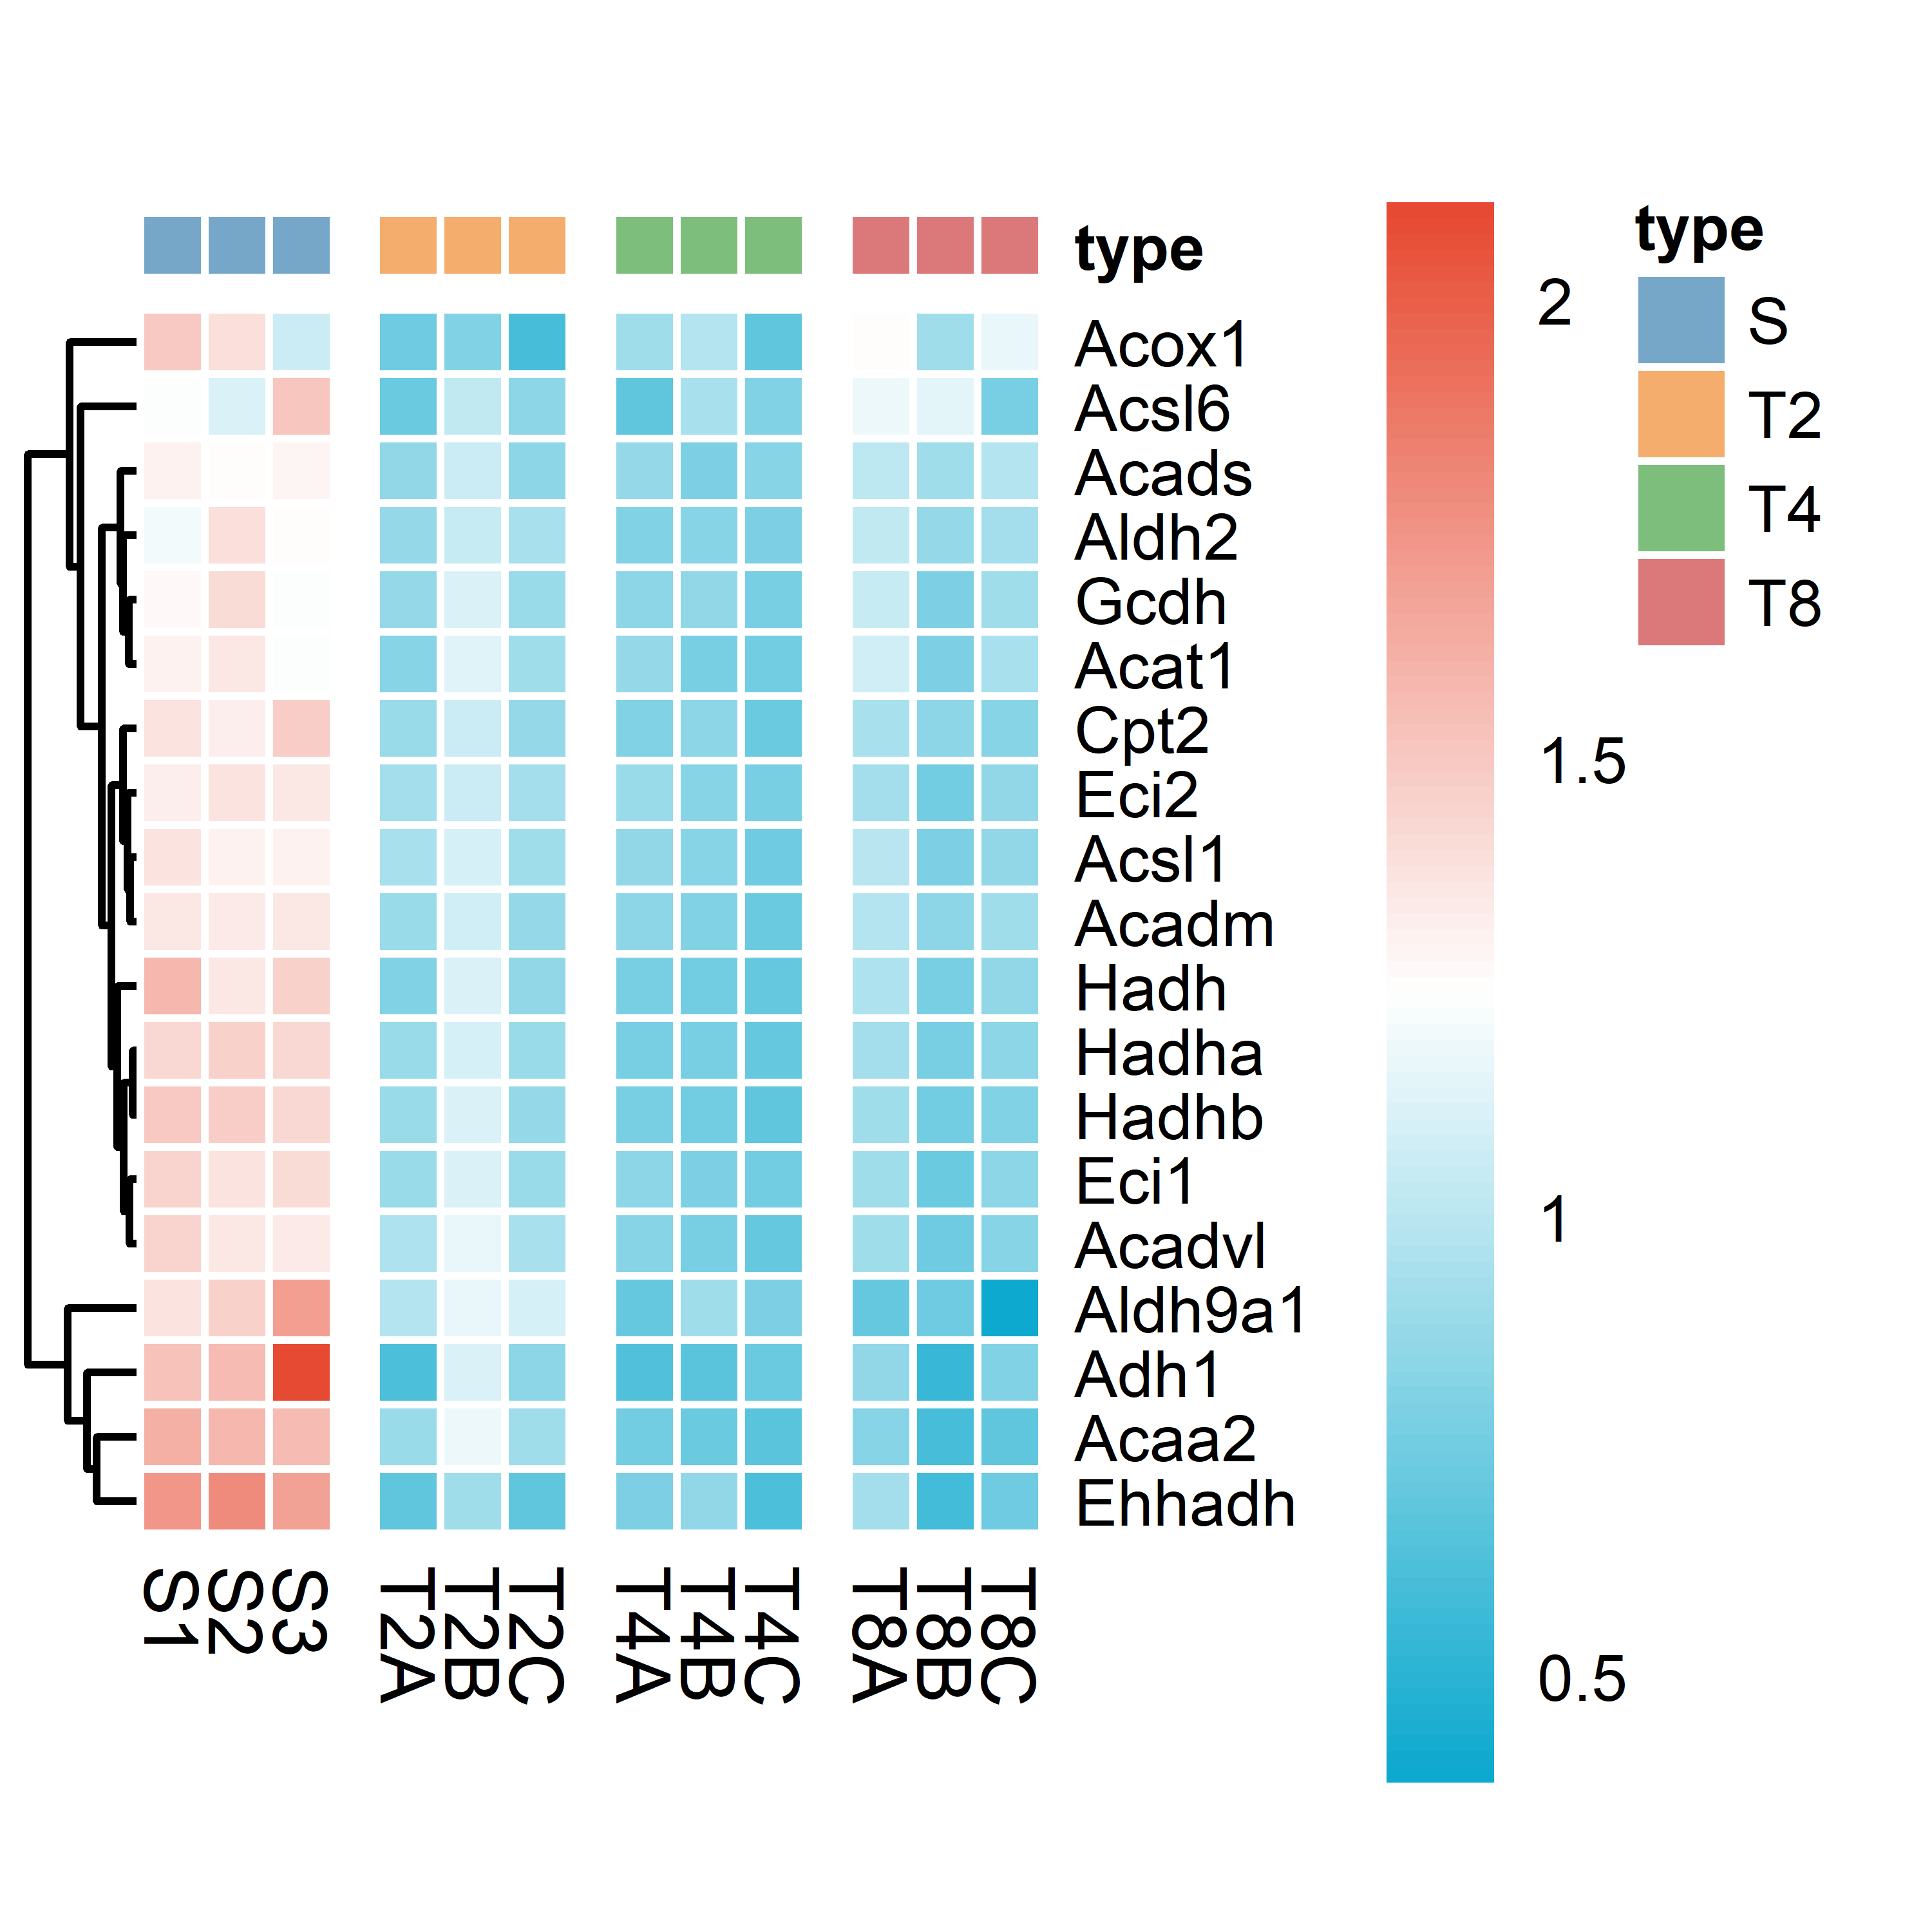 type
Acox1
Acsl6
Acads
Aldh2
Gcdh
Acat1
Cpt2
Eci2
Acsl1
Acadm
Hadh
Hadha
Hadhb
Eci1
Acadvl
Aldh9a1
Adh1
Acaa2
Ehhadh
S1 S2 S3 T2A T2B T2C T4A T4B T4C T8A T8B T8C
2
1.5
1
0.5
type
S
T2
T4
T8